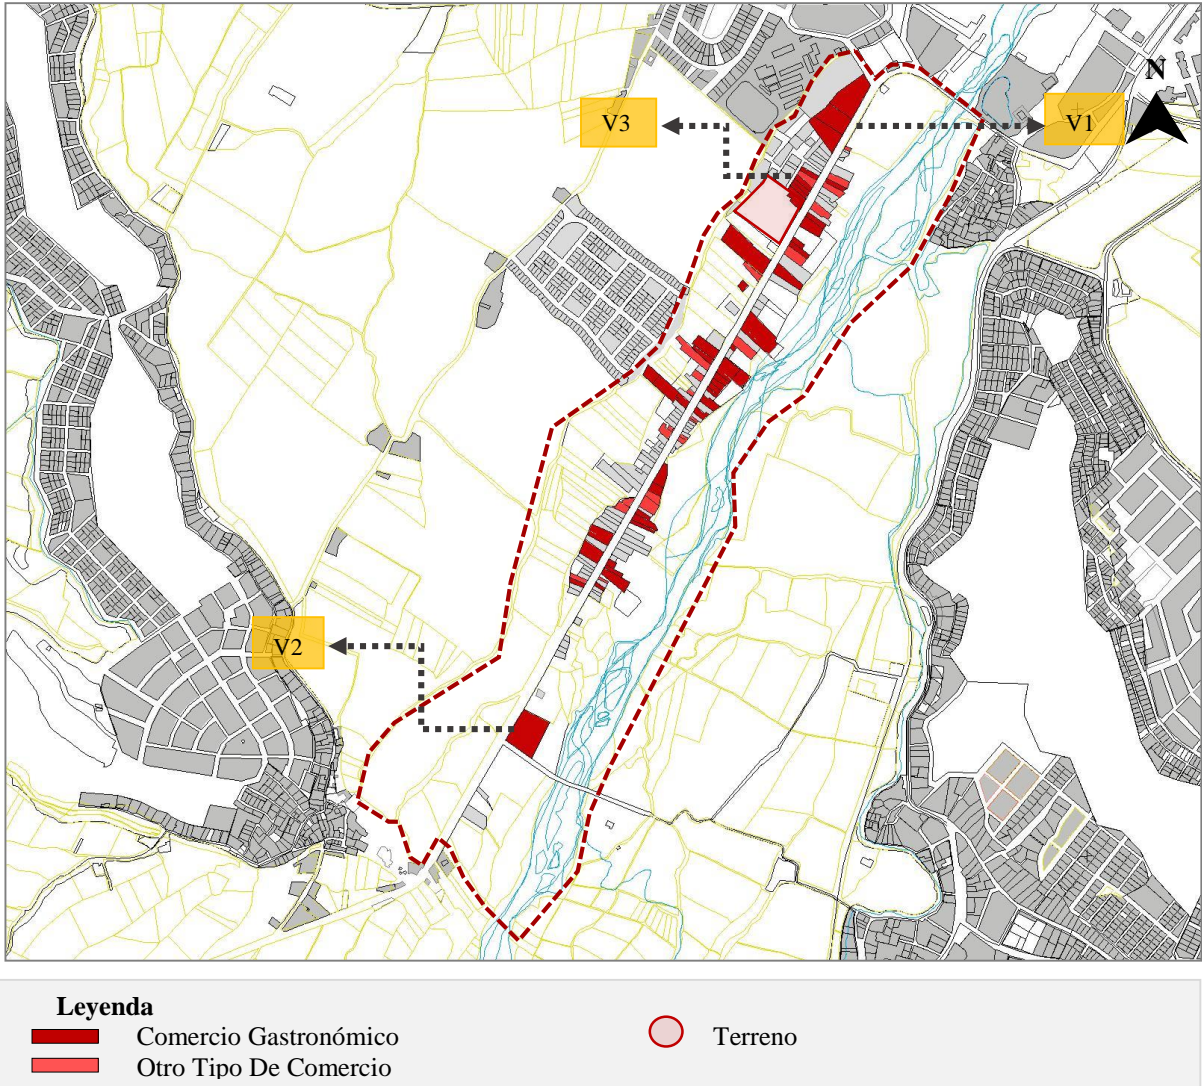 N
V3
V1
V2
Leyenda
Comercio Gastronómico
Terreno
Otro Tipo De Comercio